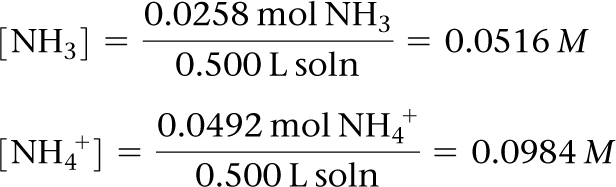 [NH₃] = 0.0258 mol NH₃ / 0.500 L soln = 0.0516 M
[NH₄⁺] = 0.0492 mol NH₄⁺ / 0.500 L soln = 0.0984 M